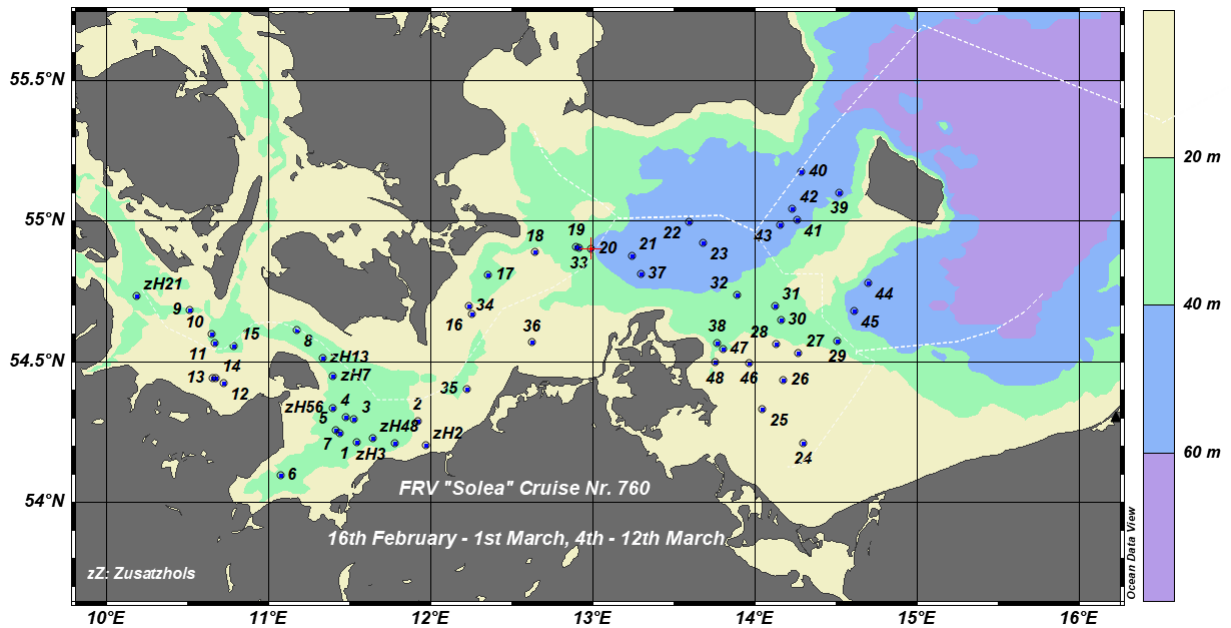 55.5°N
55°N
54.5°N
54°N
10°E
11°E
12°E
13°E
14°E
15°E
16°E
20 m
40 m
60 m
Ocean Data View
40
42
39
41
43
19
20
33
18
22
21
23
37
17
32
44
45
zH21
9
10
11
15
14
13
12
8
zH13
zH7
34
16
36
31
30
38
28
27
47
29
48
46
26
25
24
35
2
zH56
4
3
5
7
zH48
zH2
1
zH3
6
FRV "Solea" Cruise Nr. 760
16th February - 1st March, 4th - 12th March
zZ: Zusatzhols